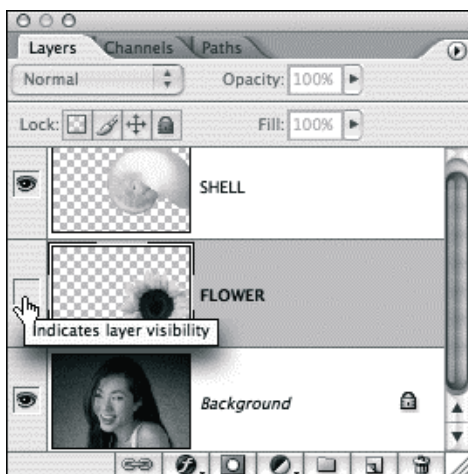 Layers Channels Paths
Normal Opacity: 100%
Lock: Fill: 100%
SHELL
FLOWER
Indicates layer visibility
Background